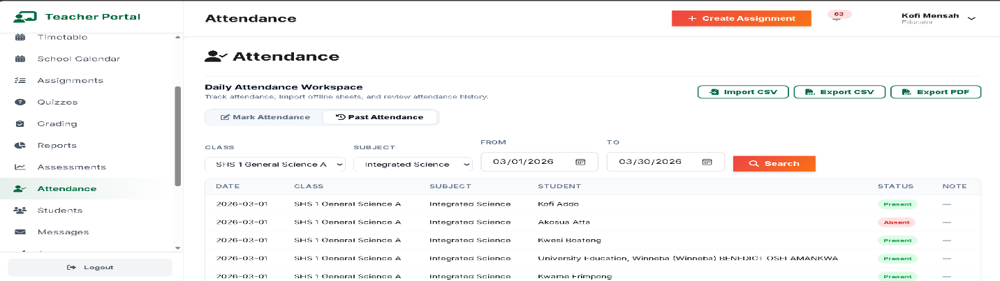 Teacher Portal
Timetable
School Calendar
Assignments
Quizzes
Grading
Reports
Assessments
Attendance
Students
Messages
Logout
Attendance
+ Create Assignment
63
Kofi Mensah
Educator
Attendance
Daily Attendance Workspace
Track attendance, import offline sheets, and review attendance history.
Import CSV
Export CSV
Export PDF
Mark Attendance
Past Attendance
CLASS
SHS 1 General Science A
SUBJECT
Integrated Science
FROM
03/01/2026
TO
03/30/2026
Search
DATE CLASS SUBJECT STUDENT STATUS NOTE
2026-03-01 SHS 1 General Science A Integrated Science Kofi Addo Present —
2026-03-01 SHS 1 General Science A Integrated Science Akosua Atta Absent —
2026-03-01 SHS 1 General Science A Integrated Science Kwesi Boateng Present —
2026-03-01 SHS 1 General Science A Integrated Science University Education, Winneba (Winneba) BENEDICT OSEI AMANKWA Present —
2026-03-01 SHS 1 General Science A Integrated Science Kwame Frimpong Present —